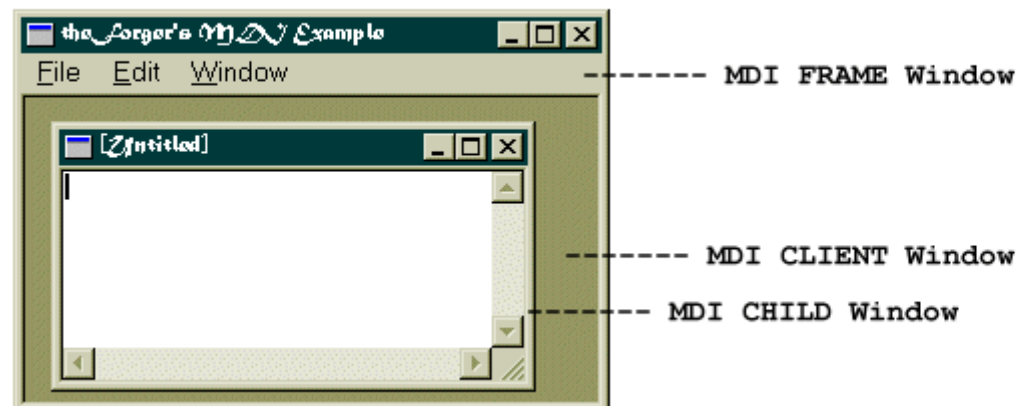 theForger's MDI Example
File Edit Window
------ MDI FRAME Window
[Untitled]
------- MDI CLIENT Window
------- MDI CHILD Window